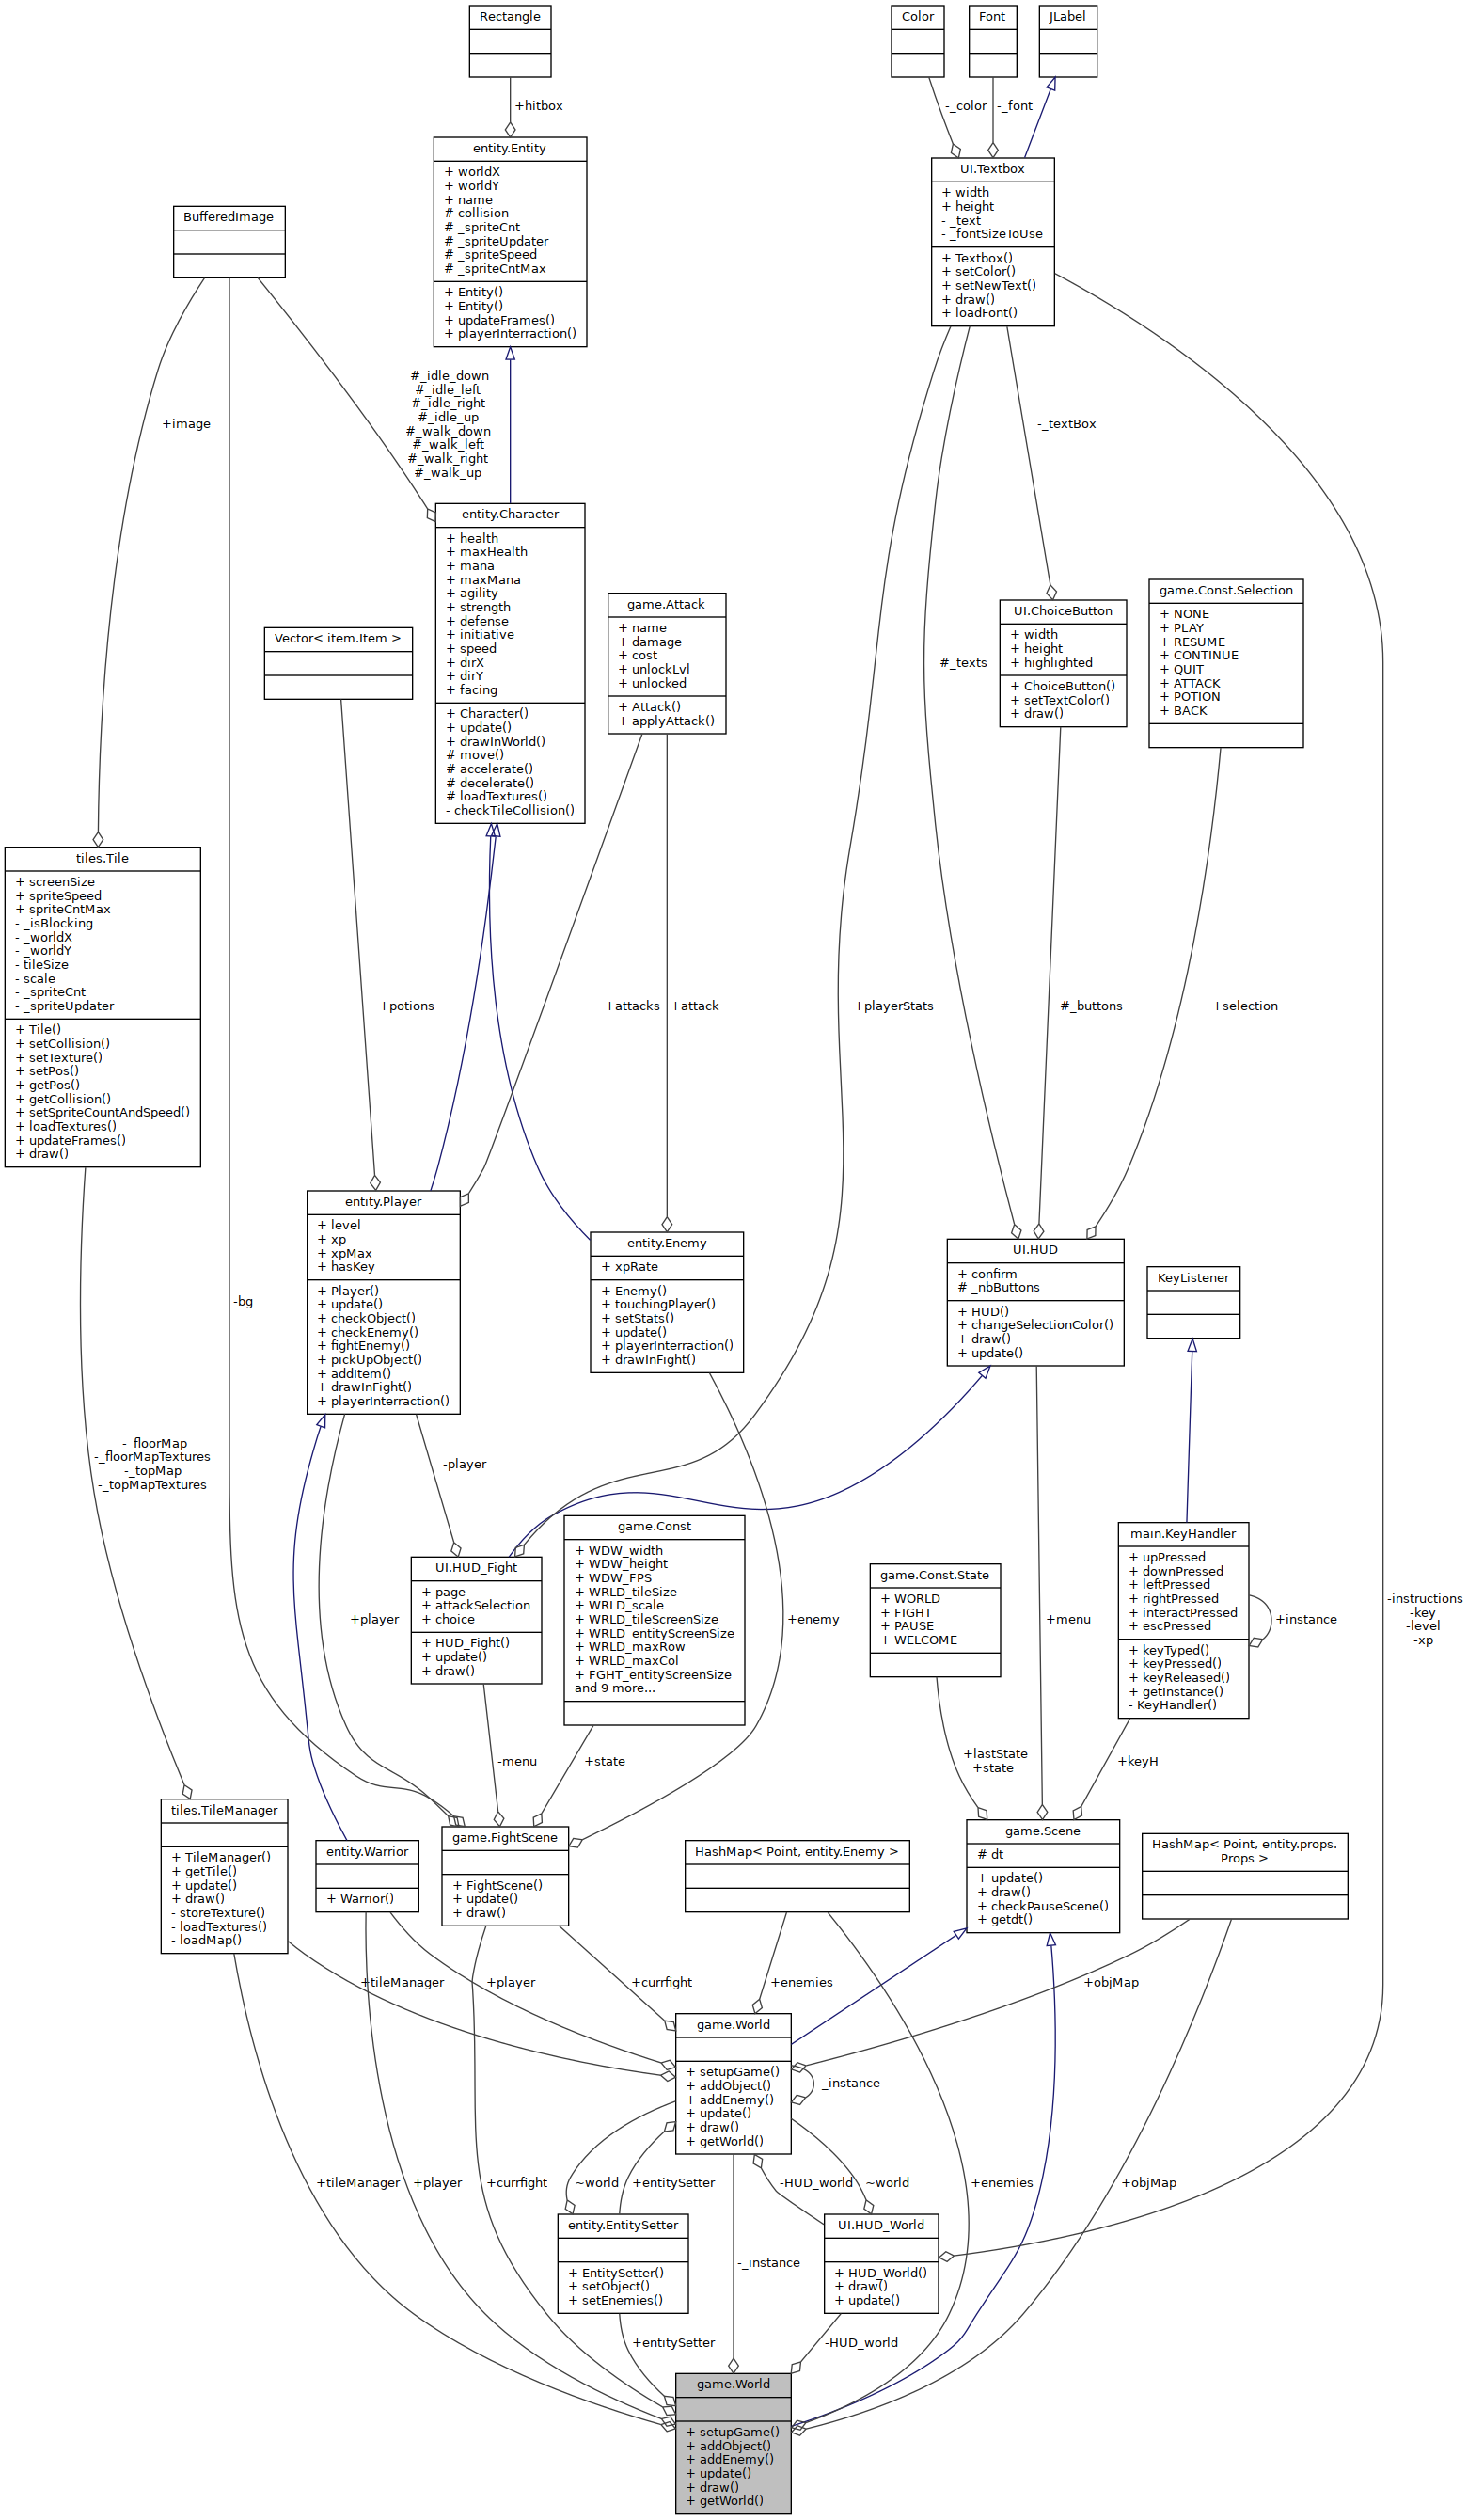 Rectangle
Color
Font
JLabel
+hitbox
-_color
-_font
entity.Entity
+ worldX
+ worldY
+ name
# collision
# _spriteCnt
# _spriteUpdater
# _spriteSpeed
# _spriteCntMax
+ Entity()
+ Entity()
+ updateFrames()
+ playerInterraction()
UI.Textbox
+ width
+ height
- _text
- _fontSizeToUse
+ Textbox()
+ setColor()
+ setNewText()
+ draw()
+ loadFont()
BufferedImage
+image
#_idle_down
#_idle_left
#_idle_right
#_idle_up
#_walk_down
#_walk_left
#_walk_right
#_walk_up
-_textBox
entity.Character
+ health
+ maxHealth
+ mana
+ maxMana
+ agility
+ strength
+ defense
+ initiative
+ speed
+ dirX
+ dirY
+ facing
+ Character()
+ update()
+ drawInWorld()
# move()
# accelerate()
# decelerate()
# loadTextures()
- checkTileCollision()
Vector< item.Item >
game.Attack
+ name
+ damage
+ cost
+ unlockLvl
+ unlocked
+ Attack()
+ applyAttack()
#_texts
UI.ChoiceButton
+ width
+ height
+ highlighted
+ ChoiceButton()
+ setTextColor()
+ draw()
game.Const.Selection
+ NONE
+ PLAY
+ RESUME
+ CONTINUE
+ QUIT
+ ATTACK
+ POTION
+ BACK
tiles.Tile
+ screenSize
+ spriteSpeed
+ spriteCntMax
- _isBlocking
- _worldX
- _worldY
- tileSize
- scale
- _spriteCnt
- _spriteUpdater
+ Tile()
+ setCollision()
+ setTexture()
+ setPos()
+ getPos()
+ getCollision()
+ setSpriteCountAndSpeed()
+ loadTextures()
+ updateFrames()
+ draw()
+potions
+attacks
+attack
+playerStats
#_buttons
+selection
entity.Player
+ level
+ xp
+ xpMax
+ hasKey
+ Player()
+ update()
+ checkObject()
+ checkEnemy()
+ fightEnemy()
+ pickUpObject()
+ addItem()
+ drawInFight()
+ playerInterraction()
entity.Enemy
+ xpRate
+ Enemy()
+ touchingPlayer()
+ setStats()
+ update()
+ playerInterraction()
+ drawInFight()
UI.HUD
+ confirm
# _nbButtons
+ HUD()
+ changeSelectionColor()
+ draw()
+ update()
KeyListener
-bg
-_floorMap
-_floorMapTextures
-_topMap
-_topMapTextures
-player
UI.HUD_Fight
+ page
+ attackSelection
+ choice
+ HUD_Fight()
+ update()
+ draw()
game.Const
+ WDW_width
+ WDW_height
+ WDW_FPS
+ WRLD_tileSize
+ WRLD_scale
+ WRLD_tileScreenSize
+ WRLD_entityScreenSize
+ WRLD_maxRow
+ WRLD_maxCol
+ FGHT_entityScreenSize
and 9 more...
+player
+enemy
game.Const.State
+ WORLD
+ FIGHT
+ PAUSE
+ WELCOME
+menu
main.KeyHandler
+ upPressed
+ downPressed
+ leftPressed
+ rightPressed
+ interactPressed
+ escPressed
+ keyTyped()
+ keyPressed()
+ keyReleased()
+ getInstance()
- KeyHandler()
+instance
-instructions
-key
-level
-xp
-menu
+state
+lastState
+state
+keyH
tiles.TileManager
+ TileManager()
+ getTile()
+ update()
+ draw()
- storeTexture()
- loadTextures()
- loadMap()
entity.Warrior
+ Warrior()
game.FightScene
+ FightScene()
+ update()
+ draw()
HashMap< Point, entity.Enemy >
game.Scene
# dt
+ update()
+ draw()
+ checkPauseScene()
+ getdt()
HashMap< Point, entity.props.
Props >
+tileManager
+player
+currfight
+enemies
+objMap
game.World
+ setupGame()
+ addObject()
+ addEnemy()
+ update()
+ draw()
+ getWorld()
-_instance
+tileManager
+player
+currfight
~world
+entitySetter
-HUD_world
~world
+enemies
+objMap
entity.EntitySetter
+ EntitySetter()
+ setObject()
+ setEnemies()
-_instance
UI.HUD_World
+ HUD_World()
+ draw()
+ update()
+entitySetter
-HUD_world
game.World
+ setupGame()
+ addObject()
+ addEnemy()
+ update()
+ draw()
+ getWorld()